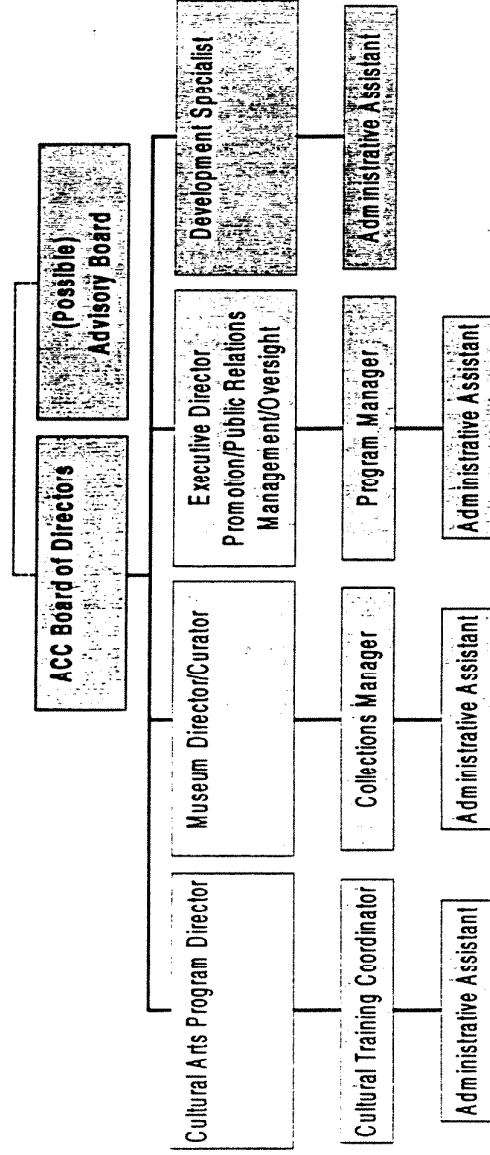 ACC Board of Directors
(Possible)
Advisory Board
Cultural Arts Program Director
Museum Director/Curator
Executive Director
Promotion/Public Relations
Management/Oversight
Development Specialist
Cultural Training Coordinator
Collections Manager
Program Manager
Administrative Assistant
Administrative Assistant
Administrative Assistant
Administrative Assistant